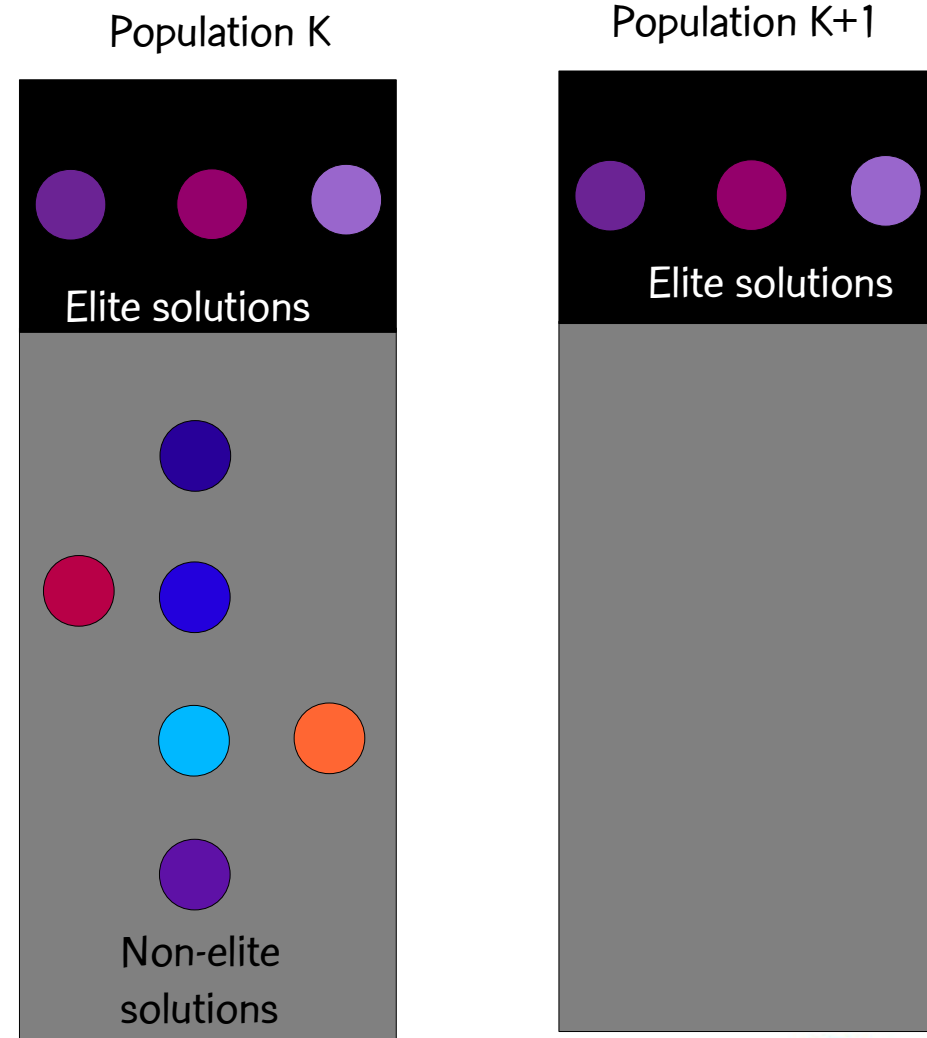 Population K
Population K+1
Elite solutions
Elite solutions
Non-elite
solutions